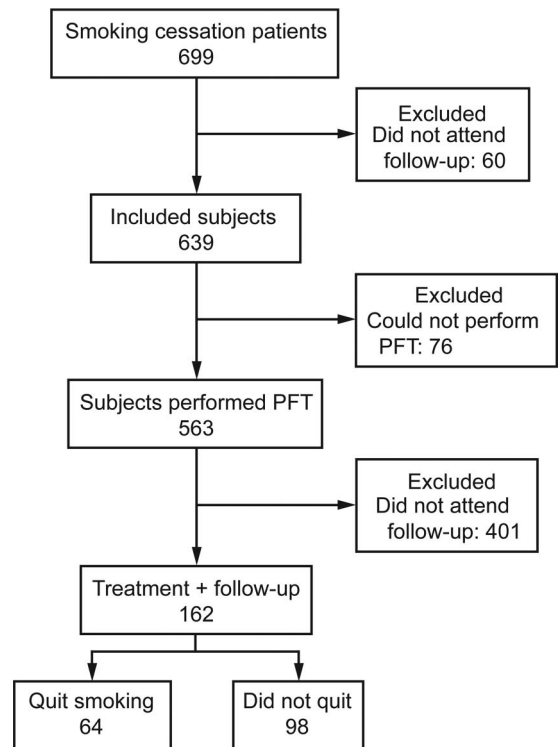 Smoking cessation patients
699
Excluded
Did not attend
follow-up: 60
Included subjects
639
Excluded
Could not perform
PFT: 76
Subjects performed PFT
563
Excluded
Did not attend
follow-up: 401
Treatment + follow-up
162
Quit smoking
64
Did not quit
98